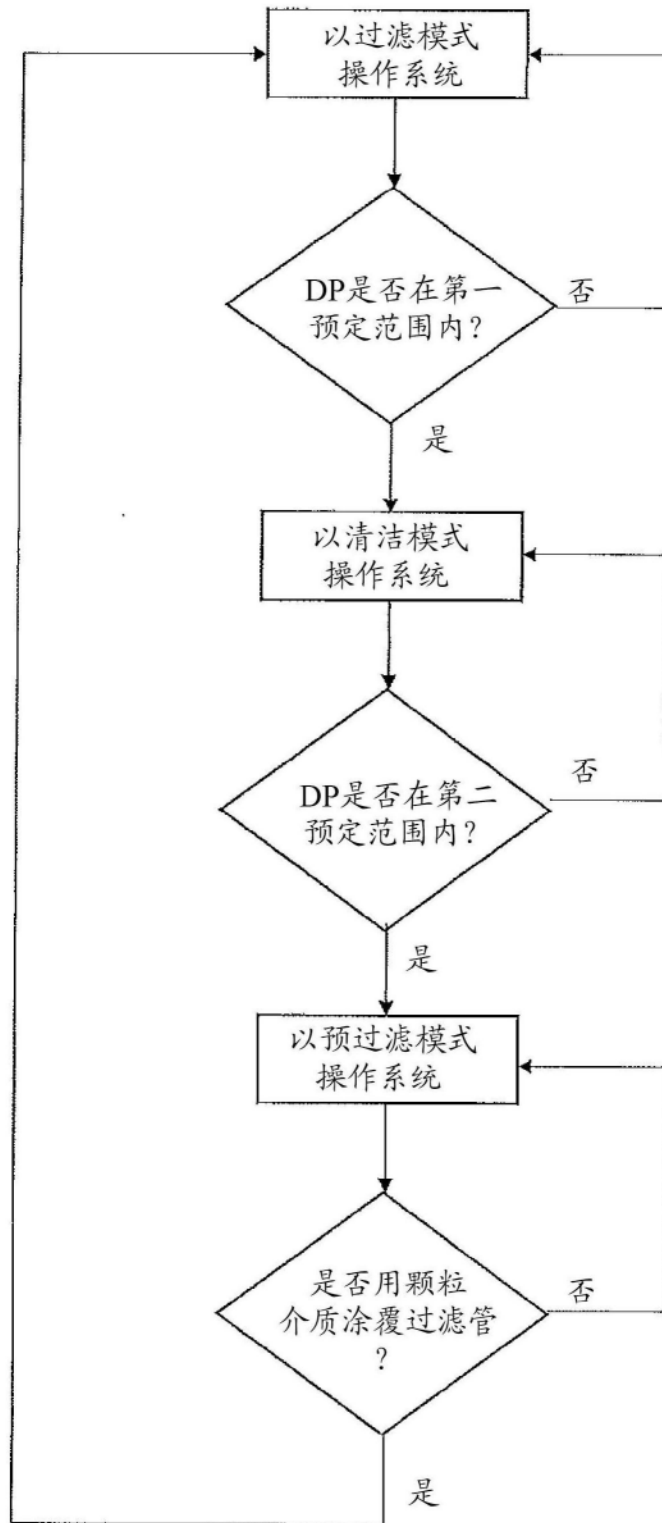 以过滤模式
操作系统
DP是否在第一
预定范围内？
否
是
以清洁模式
操作系统
DP是否在第二
预定范围内？
否
是
以预过滤模式
操作系统
是否用颗粒
介质涂覆过滤管
？
否
是